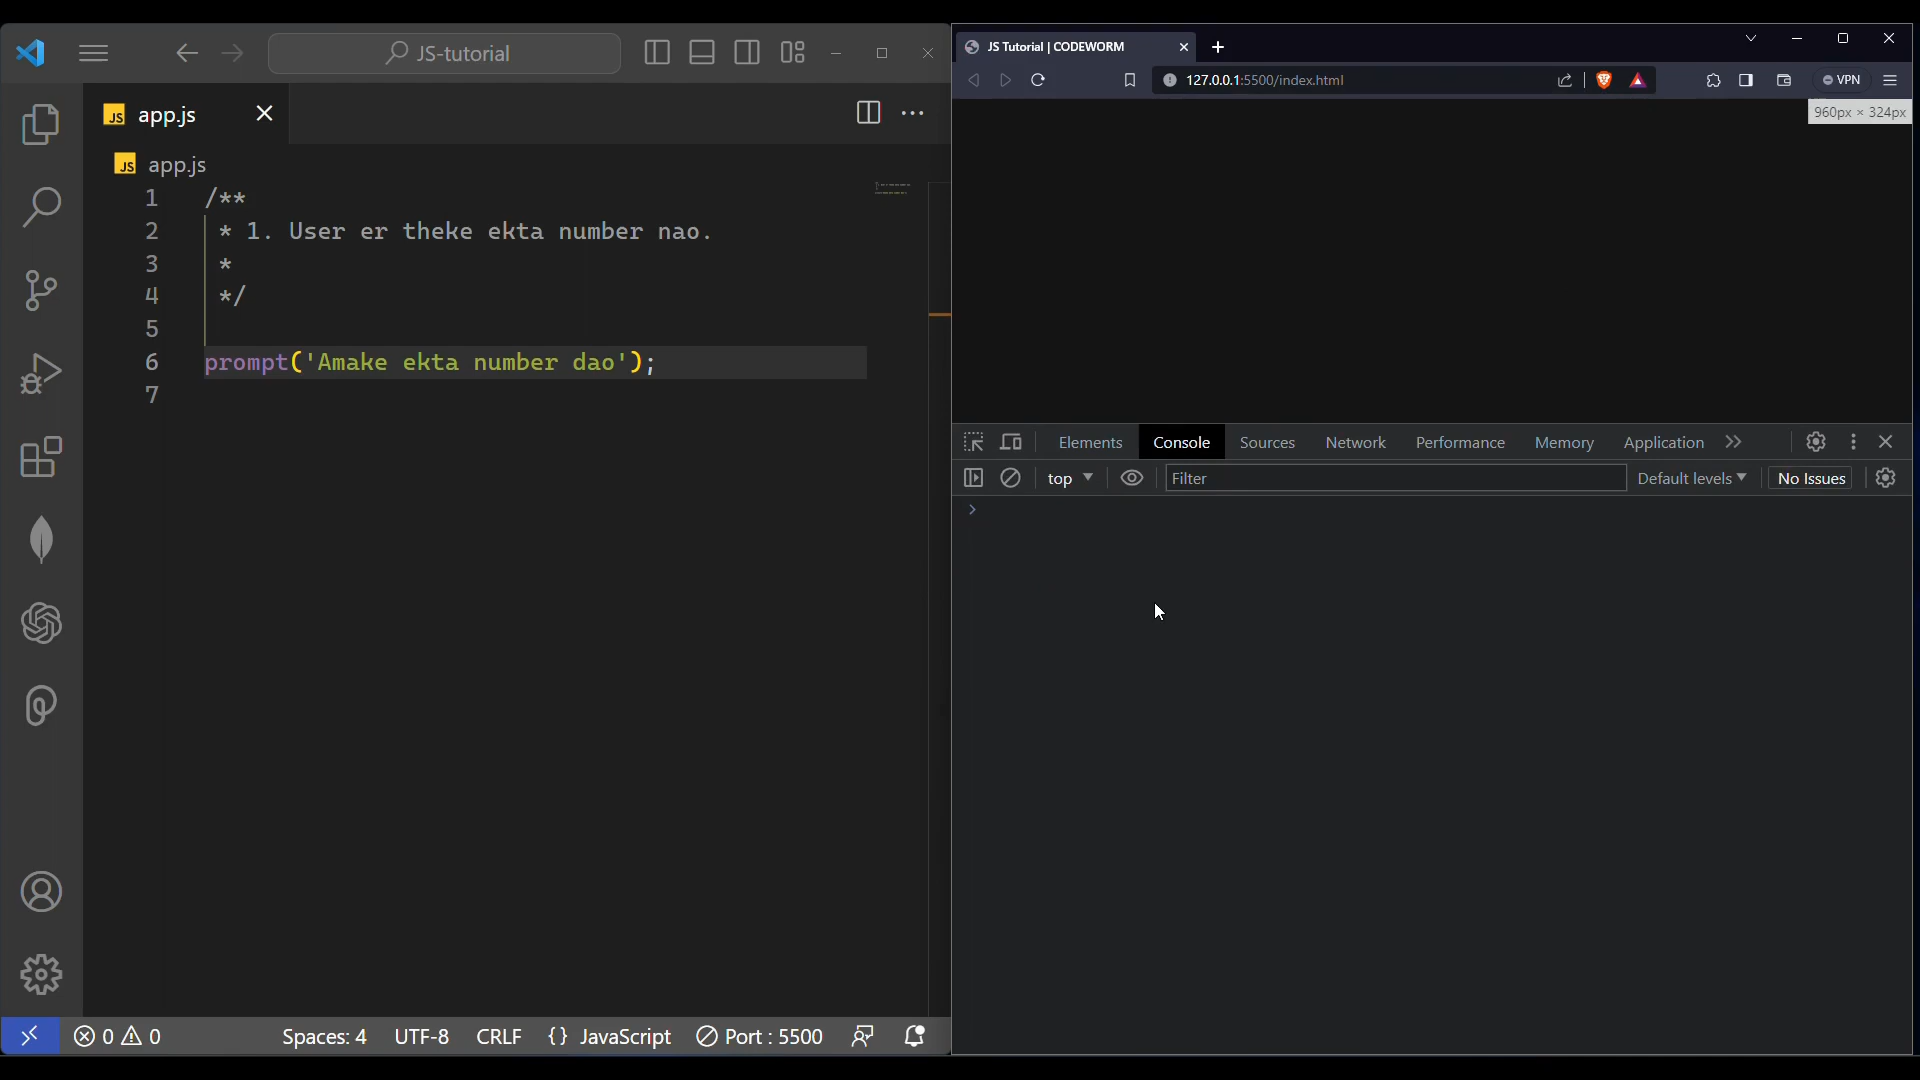 JS-tutorial
JS app.js
JS app.js
1 /**
2 * 1. User er theke ekta number nao.
3 *
4 */
5
6 prompt('Amake ekta number dao');
7
0 0 Spaces: 4 UTF-8 CRLF {} JavaScript Port : 5500
JS Tutorial | CODEWORM
127.0.0.1:5500/index.html VPN
960px × 324px
Elements Console Sources Network Performance Memory Application
top Filter Default levels No Issues